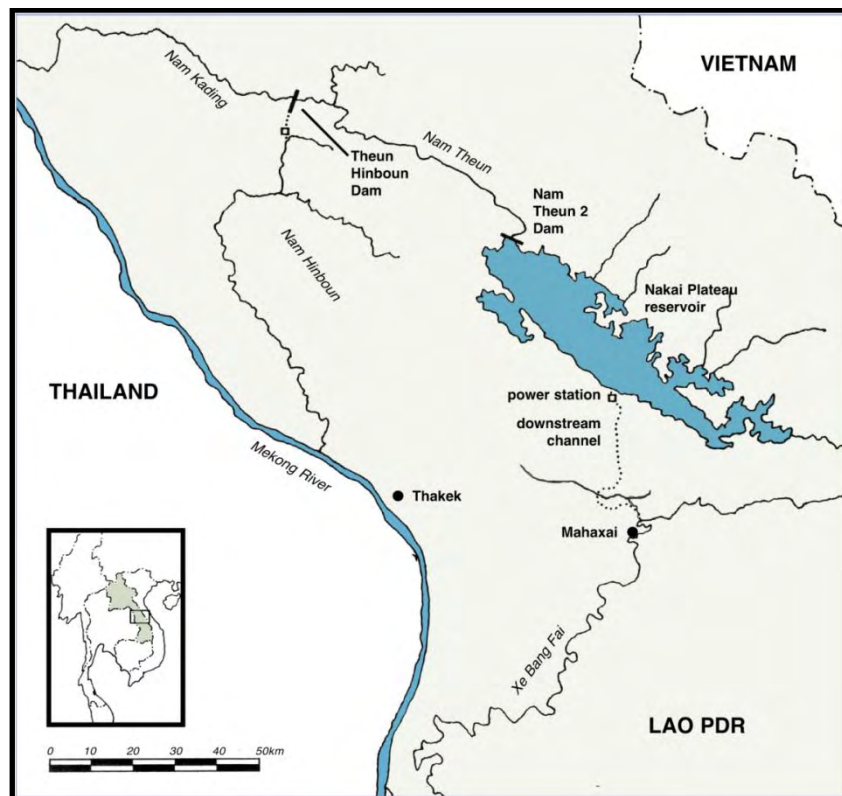 VIETNAM
Nam Kading
Nam Theun
Theun
Hinboun
Dam
Nam
Theun 2
Dam
Nam Hinboun
Nakai Plateau
reservoir
THAILAND
power station
downstream
channel
Mekong River
Thakek
Mahaxai
Xe Bang Fai
LAO PDR
0 10 20 30 40 50km